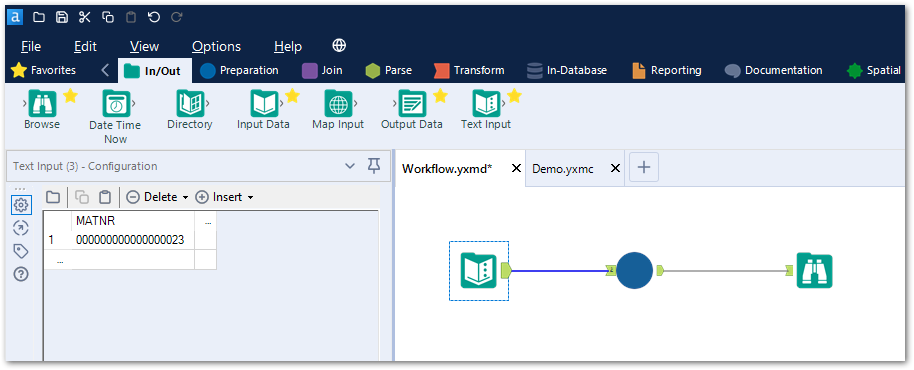 a
File Edit View Options Help
Favorites In/Out Preparation Join Parse Transform In-Database Reporting Documentation Spatial
Browse Date Time Now Directory Input Data Map Input Output Data Text Input
Text Input (3) - Configuration
Workflow.yxmd* Demo.yxmc
Delete Insert
MATNR ...
1 000000000000000023
...